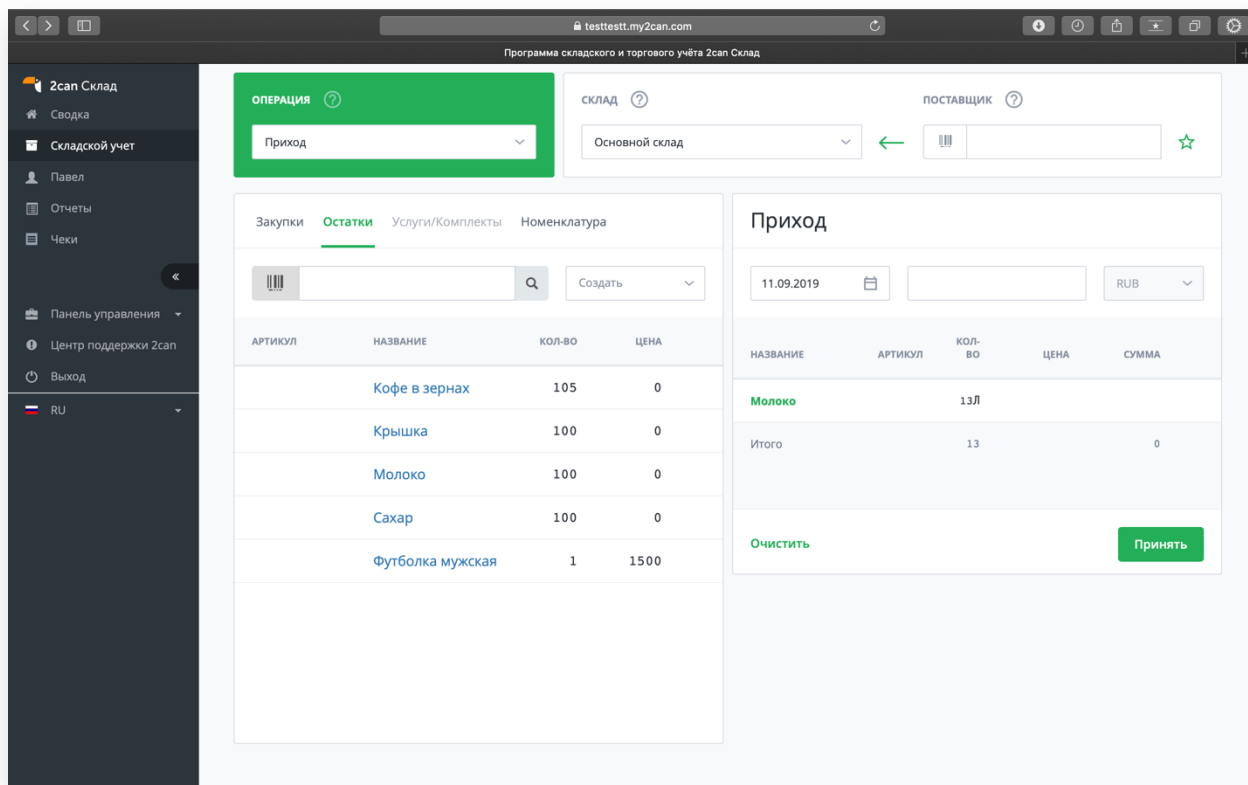 testtestt.my2can.com
Программа складского и торгового учёта 2can Склад
2can Склад
Сводка
Складской учет
Павел
Отчеты
Чеки
«
Панель управления
Центр поддержки 2can
Выход
RU
ОПЕРАЦИЯ ?
Приход
СКЛАД ?
Основной склад
ПОСТАВЩИК ?
Закупки Остатки Услуги/Комплекты Номенклатура
Создать
АРТИКУЛ НАЗВАНИЕ КОЛ-ВО ЦЕНА
Кофе в зернах 105 0
Крышка 100 0
Молоко 100 0
Сахар 100 0
Футболка мужская 1 1500
Приход
11.09.2019 RUB
НАЗВАНИЕ АРТИКУЛ КОЛ-
ВО ЦЕНА СУММА
Молоко 13Л
Итого 13 0
Очистить Принять